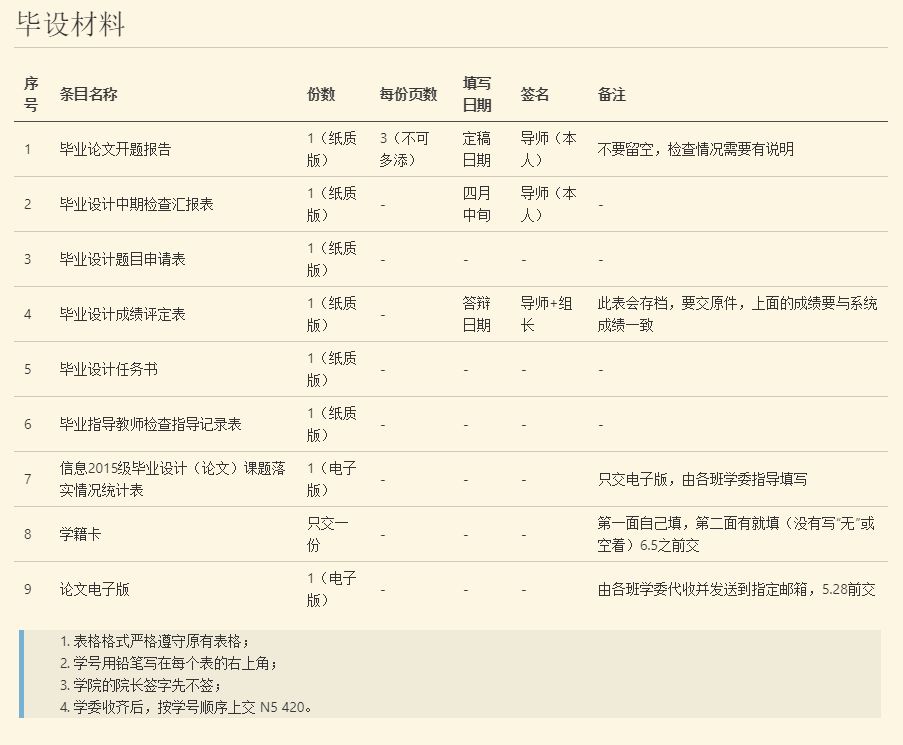 毕设材料
序号 条目名称 份数 每份页数 填写日期 签名 备注
1 毕业论文开题报告 1（纸质版） 3（不可多添） 定稿日期 导师（本人） 不要留空，检查情况需要有说明
2 毕业设计中期检查汇报表 1（纸质版） - 四月中旬 导师（本人） -
3 毕业设计题目申请表 1（纸质版） - - - -
4 毕业设计成绩评定表 1（纸质版） - 答辩日期 导师+组长 此表会存档，要交原件，上面的成绩要与系统成绩一致
5 毕业设计任务书 1（纸质版） - - - -
6 毕业指导教师检查指导记录表 1（纸质版） - - - -
7 信息2015级毕业设计（论文）课题落实情况统计表 1（电子版） - - - 只交电子版，由各班学委指导填写
8 学籍卡 只交一份 - - - 第一面自己填，第二面有就填（没有写“无”或空着）6.5之前交
9 论文电子版 1（电子版） - - - 由各班学委代收并发送到指定邮箱，5.28前交
1. 表格格式严格遵守原有表格；
2. 学号用铅笔写在每个表的右上角；
3. 学院的院长签字先不签；
4. 学委收齐后，按学号顺序上交 N5 420。